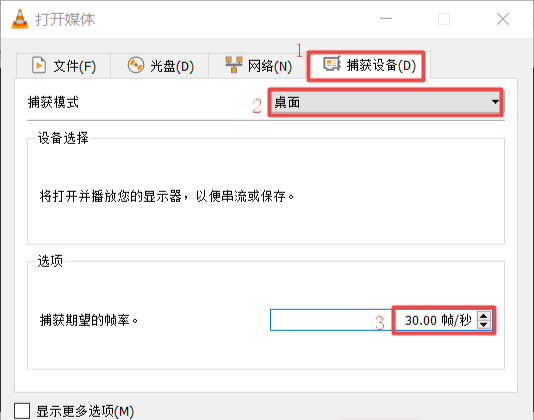 打开媒体
1
文件(F) 光盘(D) 网络(N) 捕获设备(D)
捕获模式 2 桌面
设备选择
将打开并播放您的显示器，以便串流或保存。
选项
捕获期望的帧率。 3 30.00 帧/秒
显示更多选项(M)